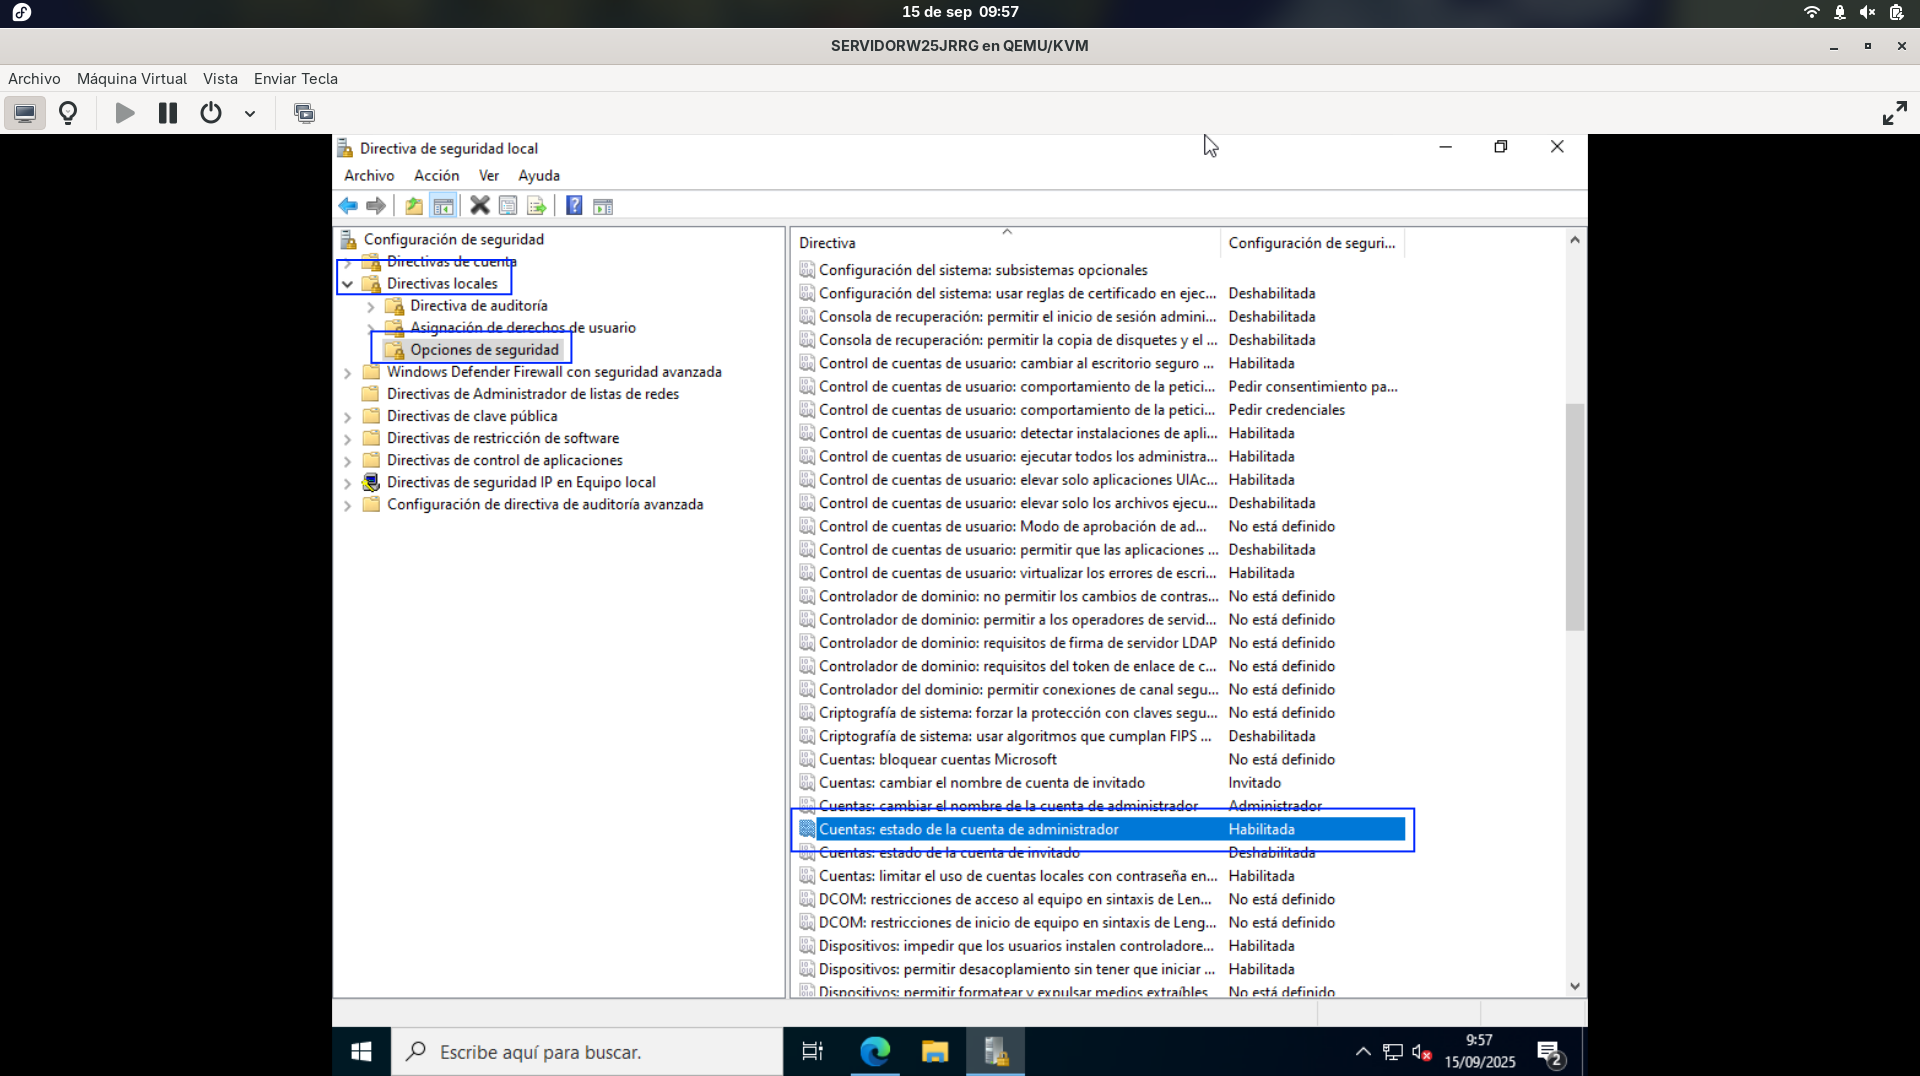 15 de sep 09:57
SERVIDORW25JRRG en QEMU/KVM
Archivo Máquina Virtual Vista Enviar Tecla
Directiva de seguridad local
Archivo Acción Ver Ayuda
Configuración de seguridad
Directivas de cuenta
Directivas locales
Directiva de auditoría
Asignación de derechos de usuario
Opciones de seguridad
Windows Defender Firewall con seguridad avanzada
Directivas de Administrador de listas de redes
Directivas de clave pública
Directivas de restricción de software
Directivas de control de aplicaciones
Directivas de seguridad IP en Equipo local
Configuración de directiva de auditoría avanzada
Directiva Configuración de seguri...
Configuración del sistema: subsistemas opcionales
Configuración del sistema: usar reglas de certificado en ejec... Deshabilitada
Consola de recuperación: permitir el inicio de sesión admini... Deshabilitada
Consola de recuperación: permitir la copia de disquetes y el ... Deshabilitada
Control de cuentas de usuario: cambiar al escritorio seguro ... Habilitada
Control de cuentas de usuario: comportamiento de la petici... Pedir consentimiento pa...
Control de cuentas de usuario: comportamiento de la petici... Pedir credenciales
Control de cuentas de usuario: detectar instalaciones de apli... Habilitada
Control de cuentas de usuario: ejecutar todos los administra... Habilitada
Control de cuentas de usuario: elevar solo aplicaciones UIAc... Habilitada
Control de cuentas de usuario: elevar solo los archivos ejecu... Deshabilitada
Control de cuentas de usuario: Modo de aprobación de ad... No está definido
Control de cuentas de usuario: permitir que las aplicaciones ... Deshabilitada
Control de cuentas de usuario: virtualizar los errores de escri... Habilitada
Controlador de dominio: no permitir los cambios de contras... No está definido
Controlador de dominio: permitir a los operadores de servid... No está definido
Controlador de dominio: requisitos de firma de servidor LDAP No está definido
Controlador de dominio: requisitos del token de enlace de c... No está definido
Controlador del dominio: permitir conexiones de canal segu... No está definido
Criptografía de sistema: forzar la protección con claves segu... No está definido
Criptografía de sistema: usar algoritmos que cumplan FIPS ... Deshabilitada
Cuentas: bloquear cuentas Microsoft No está definido
Cuentas: cambiar el nombre de cuenta de invitado Invitado
Cuentas: cambiar el nombre de la cuenta de administrador Administrador
Cuentas: estado de la cuenta de administrador Habilitada
Cuentas: estado de la cuenta de invitado Deshabilitada
Cuentas: limitar el uso de cuentas locales con contraseña en... Habilitada
DCOM: restricciones de acceso al equipo en sintaxis de Len... No está definido
DCOM: restricciones de inicio de equipo en sintaxis de Leng... No está definido
Dispositivos: impedir que los usuarios instalen controladore... Habilitada
Dispositivos: permitir desacoplamiento sin tener que iniciar ... Habilitada
Dispositivos: permitir formatear y expulsar medios extraíbles No está definido
Escribe aquí para buscar.
9:57
15/09/2025
2